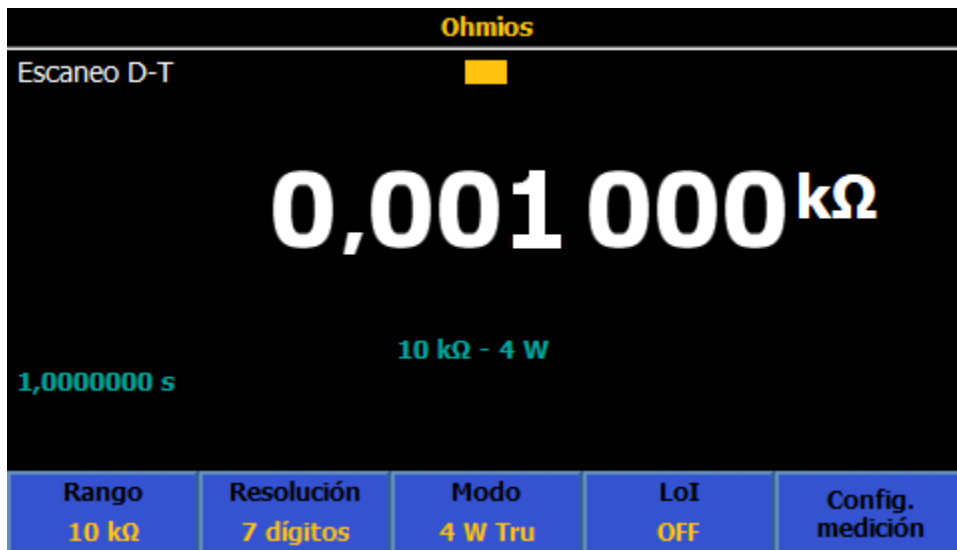 Ohmios
Escaneo D-T
0,001 000 kΩ
10 kΩ - 4 W
1,0000000 s
Rango
10 kΩ
Resolución
7 dígitos
Modo
4 W Tru
LoI
OFF
Config.
medición